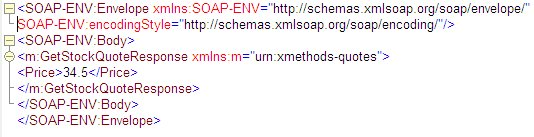 <SOAP-ENV:Envelope xmlns:SOAP-ENV="http://schemas.xmlsoap.org/soap/envelope/"
SOAP-ENV:encodingStyle="http://schemas.xmlsoap.org/soap/encoding/"/>
<SOAP-ENV:Body>
<m:GetStockQuoteResponse xmlns:m="urn:xmethods-quotes">
<Price>34.5</Price>
</m:GetStockQuoteResponse>
</SOAP-ENV:Body>
</SOAP-ENV:Envelope>